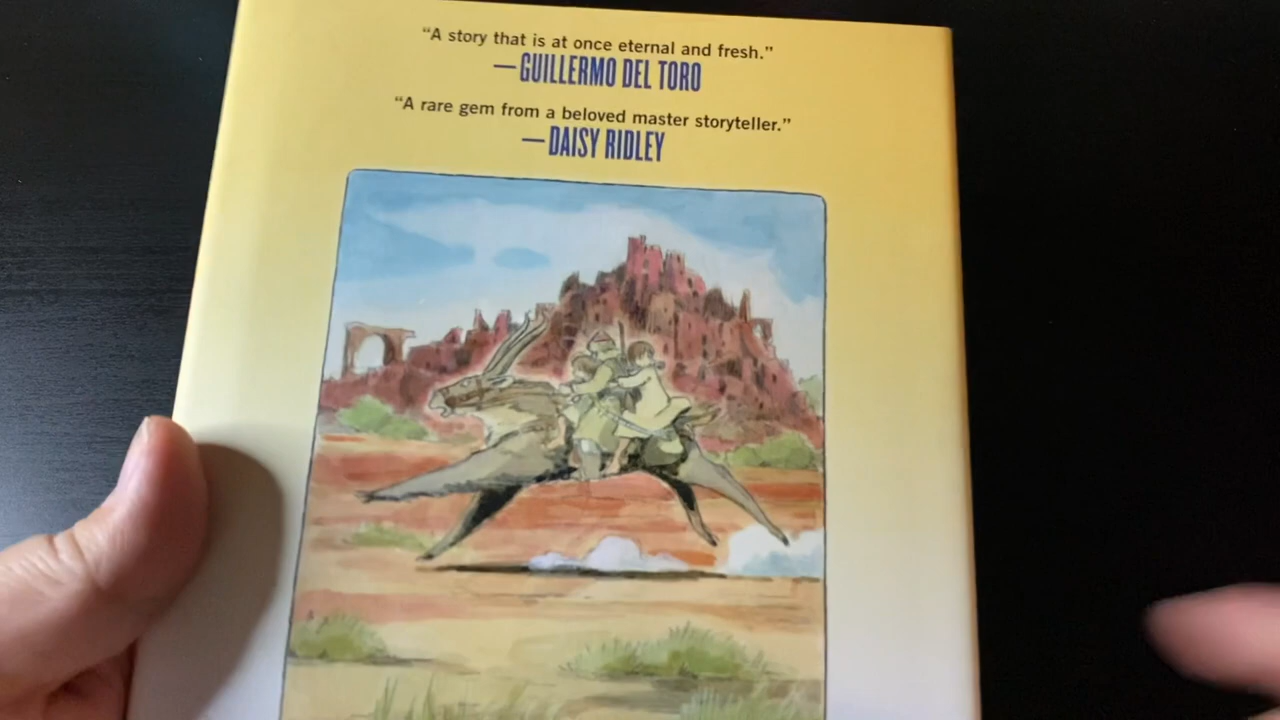 “A story that is at once eternal and fresh.”
—GUILLERMO DEL TORO
“A rare gem from a beloved master storyteller.”
—DAISY RIDLEY